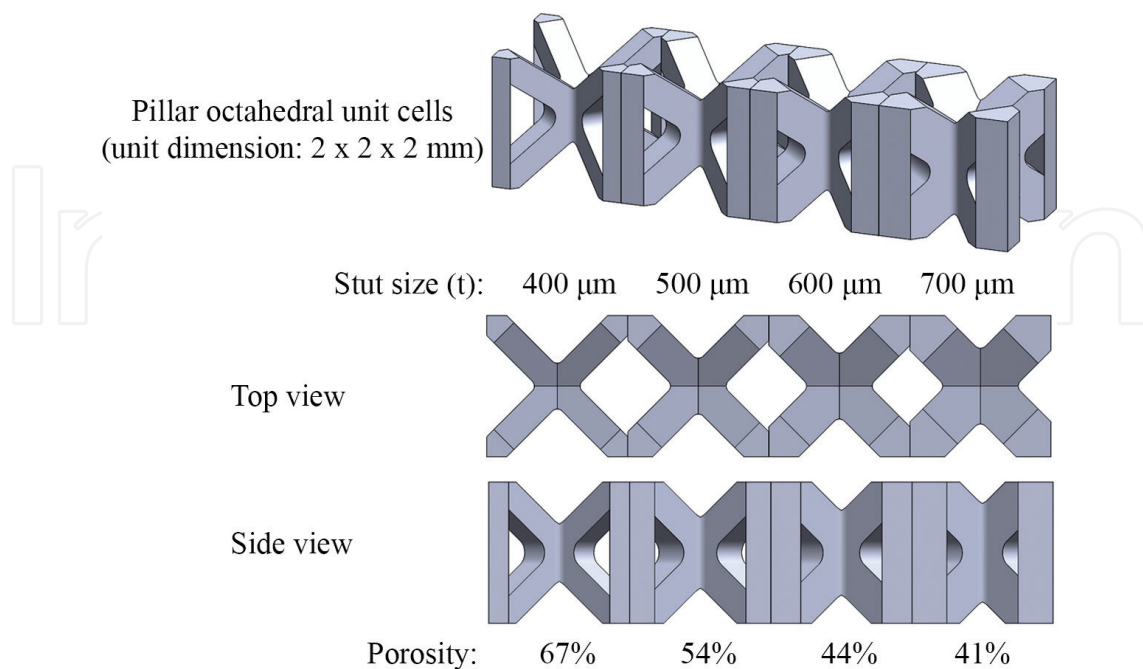 Pillar octahedral unit cells
(unit dimension: 2 x 2 x 2 mm)
Stut size (t): 400 μm 500 μm 600 μm 700 μm
Top view
Side view
Porosity: 67% 54% 44% 41%